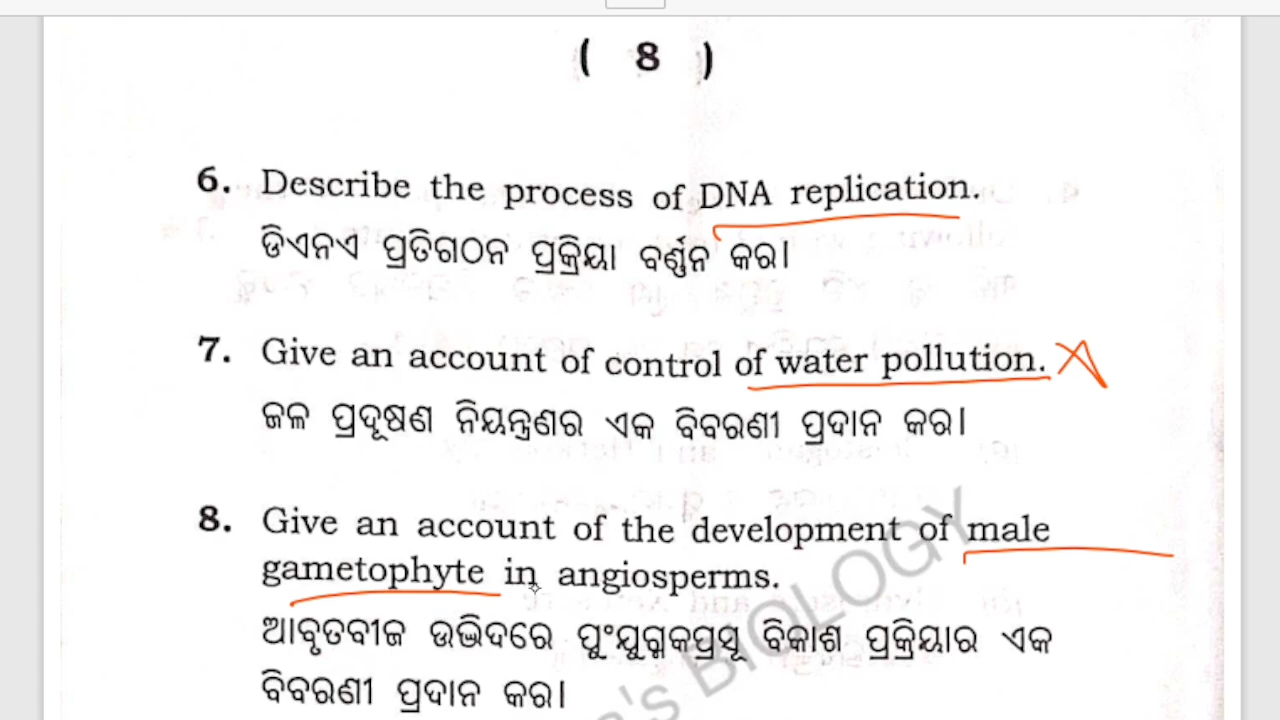 ( 8 )
6. Describe the process of DNA replication.
ଡିଏନଏ ପ୍ରତିଗଠନ ପ୍ରକ୍ରିୟା ବର୍ଣ୍ଣନ କର।
7. Give an account of control of water pollution.
ଜଳ ପ୍ରଦୂଷଣ ନିୟନ୍ତ୍ରଣର ଏକ ବିବରଣୀ ପ୍ରଦାନ କର।
8. Give an account of the development of male
gametophyte in angiosperms.
ଆବୃତବୀଜ ଉଦ୍ଭିଦରେ ପୁଂଯୁଗ୍ମକପ୍ରସୂ ବିକାଶ ପ୍ରକ୍ରିୟାର ଏକ
ବିବରଣୀ ପ୍ରଦାନ କର।
's BIOLOGY